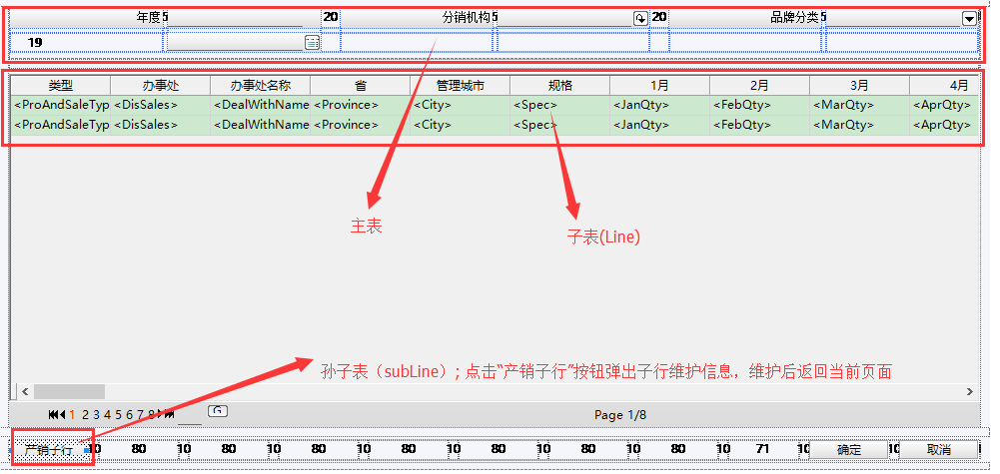 年度 5 20 分销机构 5 20 品牌分类 5
19
类型 办事处 办事处名称 省 管理城市 规格 1月 2月 3月 4月
<ProAndSaleTyp <DisSales> <DealWithName <Province> <City> <Spec> <JanQty> <FebQty> <MarQty> <AprQty>
<ProAndSaleTyp <DisSales> <DealWithName <Province> <City> <Spec> <JanQty> <FebQty> <MarQty> <AprQty>
主表
子表(Line)
孙子表（subLine）; 点击“产销子行”按钮弹出子行维护信息，维护后返回当前页面
1 2 3 4 5 6 7 8 G Page 1/8
产销子行 10 80 10 80 10 80 10 80 10 80 10 80 10 71 10 确定 10 取消